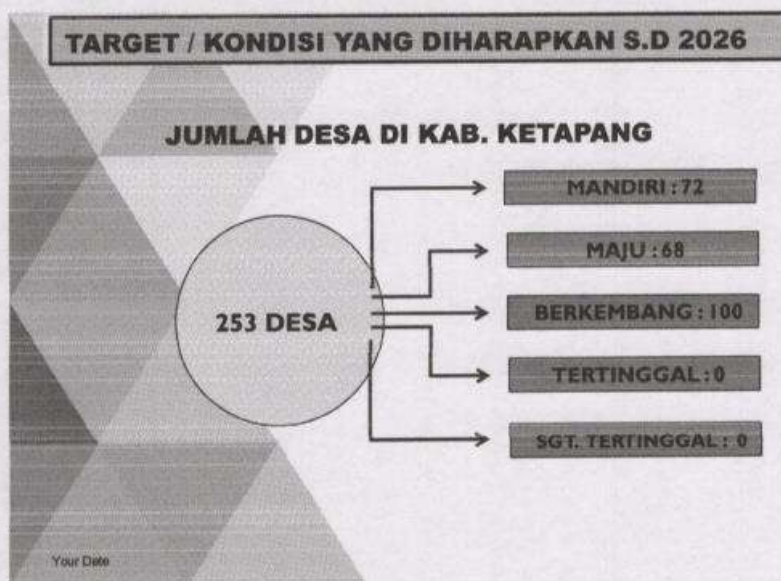 TARGET / KONDISI YANG DIHARAPKAN S.D 2026
JUMLAH DESA DI KAB. KETAPANG
253 DESA
MANDIRI : 72
MAJU : 68
BERKEMBANG : 100
TERTINGGAL : 0
SGT. TERTINGGAL : 0
Your Date